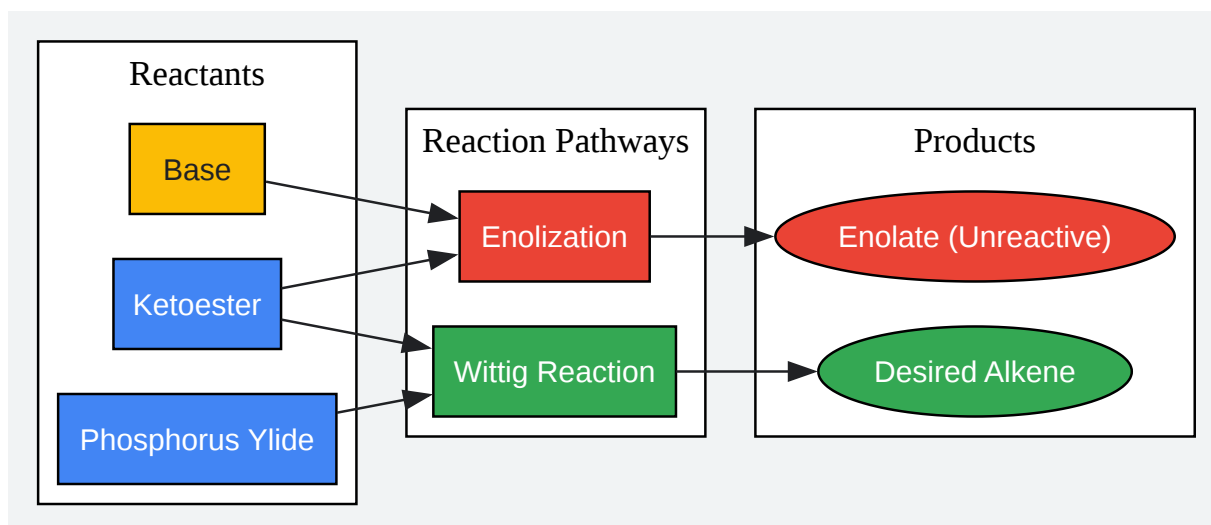 Reactants
Base
Ketoester
Phosphorus Ylide
Reaction Pathways
Enolization
Wittig Reaction
Products
Enolate (Unreactive)
Desired Alkene